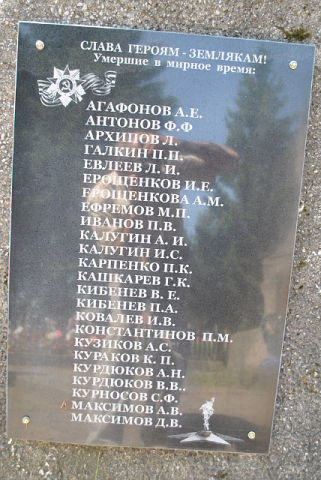 СЛАВА ГЕРОЯМ - ЗЕМЛЯКАМ!
Умершие в мирное время:
АГАФОНОВ А.Е.
АНТОНОВ Ф.Ф
АРХИПОВ Л.
ГАЛКИН П.П.
ЕВЛЕЕВ Л. И.
ЕРОЩЕНКОВ И.Е.
ЕРОЩЕНКОВА А.М.
ЕФРЕМОВ М.П.
ИВАНОВ П.В.
КАЛУГИН А. И.
КАЛУГИН И.С.
КАРПЕНКО П.К.
КАШКАРЕВ Г.К.
КИБЕНЕВ В. Е.
КИБЕНЕВ П.А.
КОВАЛЕВ И.В.
КОНСТАНТИНОВ П.М.
КУЗИКОВ А.С.
КУРАКОВ К. П.
КУРДЮКОВ А.Н.
КУРДЮКОВ В.В..
КУРНОСОВ С.Ф.
МАКСИМОВ А.В.
МАКСИМОВ Д.В.